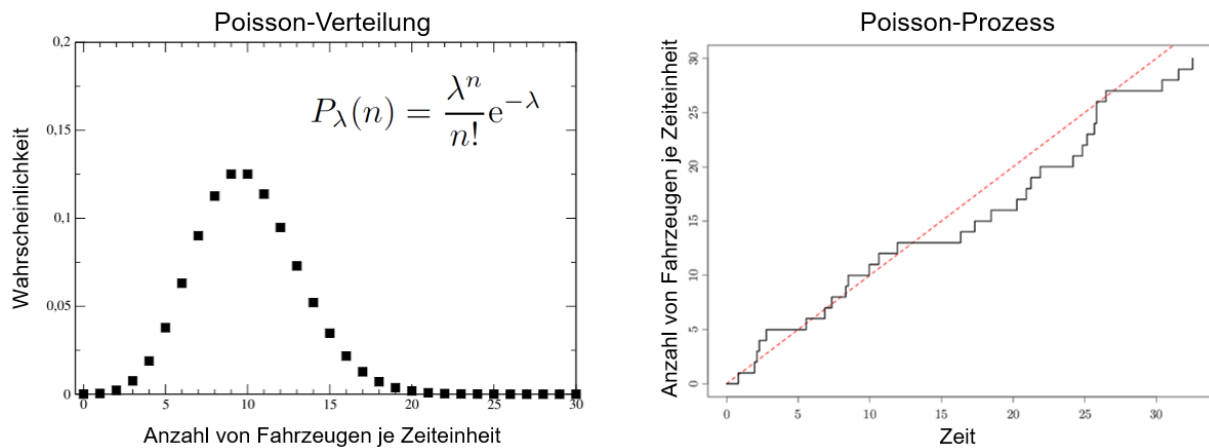 Poisson-Verteilung
0,2
0,15
0,1
0,05
0
Wahrscheinlichkeit
P_λ(n) = λ^n/n! e^{-λ}
0 5 10 15 20 25 30
Anzahl von Fahrzeugen je Zeiteinheit
Poisson-Prozess
Anzahl von Fahrzeugen je Zeiteinheit
30
25
20
15
10
5
0
0 5 10 15 20 25 30
Zeit